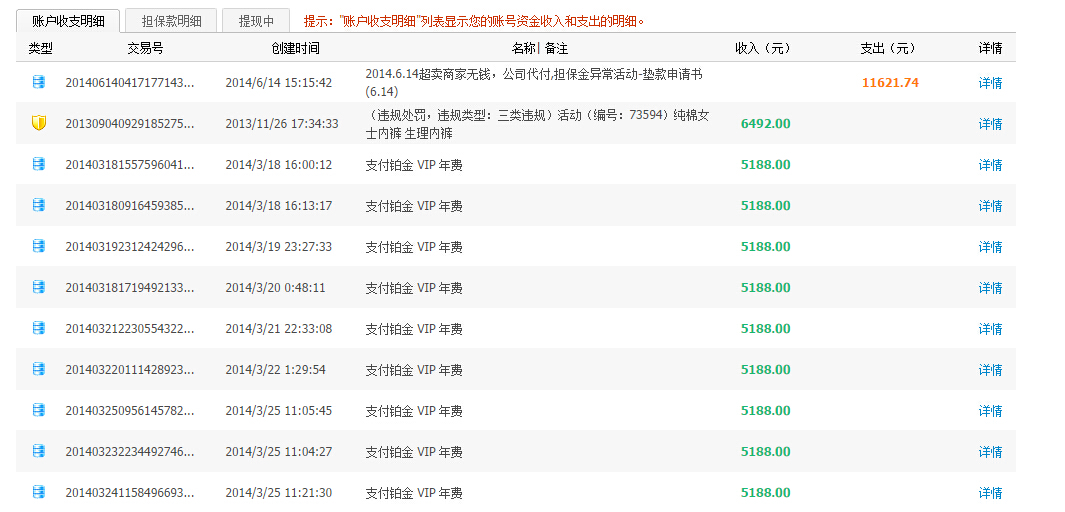 账户收支明细 担保款明细 提现中 提示："账户收支明细"列表显示您的账号资金收入和支出的明细。
类型 交易号 创建时间 名称| 备注 收入（元） 支出（元） 详情
201406140417177143... 2014/6/14 15:15:42 2014.6.14超卖商家无钱，公司代付,担保金异常活动-垫款申请书 11621.74 详情
(6.14)
201309040929185275... 2013/11/26 17:34:33 （违规处罚，违规类型：三类违规）活动（编号：73594）纯棉女 6492.00 详情
士内裤 生理内裤
201403181557596041... 2014/3/18 16:00:12 支付铂金 VIP 年费 5188.00 详情
201403180916459385... 2014/3/18 16:13:17 支付铂金 VIP 年费 5188.00 详情
201403192312424296... 2014/3/19 23:27:33 支付铂金 VIP 年费 5188.00 详情
201403181719492133... 2014/3/20 0:48:11 支付铂金 VIP 年费 5188.00 详情
201403212230554322... 2014/3/21 22:33:08 支付铂金 VIP 年费 5188.00 详情
201403220111428923... 2014/3/22 1:29:54 支付铂金 VIP 年费 5188.00 详情
201403250956145782... 2014/3/25 11:05:45 支付铂金 VIP 年费 5188.00 详情
201403232234492746... 2014/3/25 11:04:27 支付铂金 VIP 年费 5188.00 详情
201403241158496693... 2014/3/25 11:21:30 支付铂金 VIP 年费 5188.00 详情